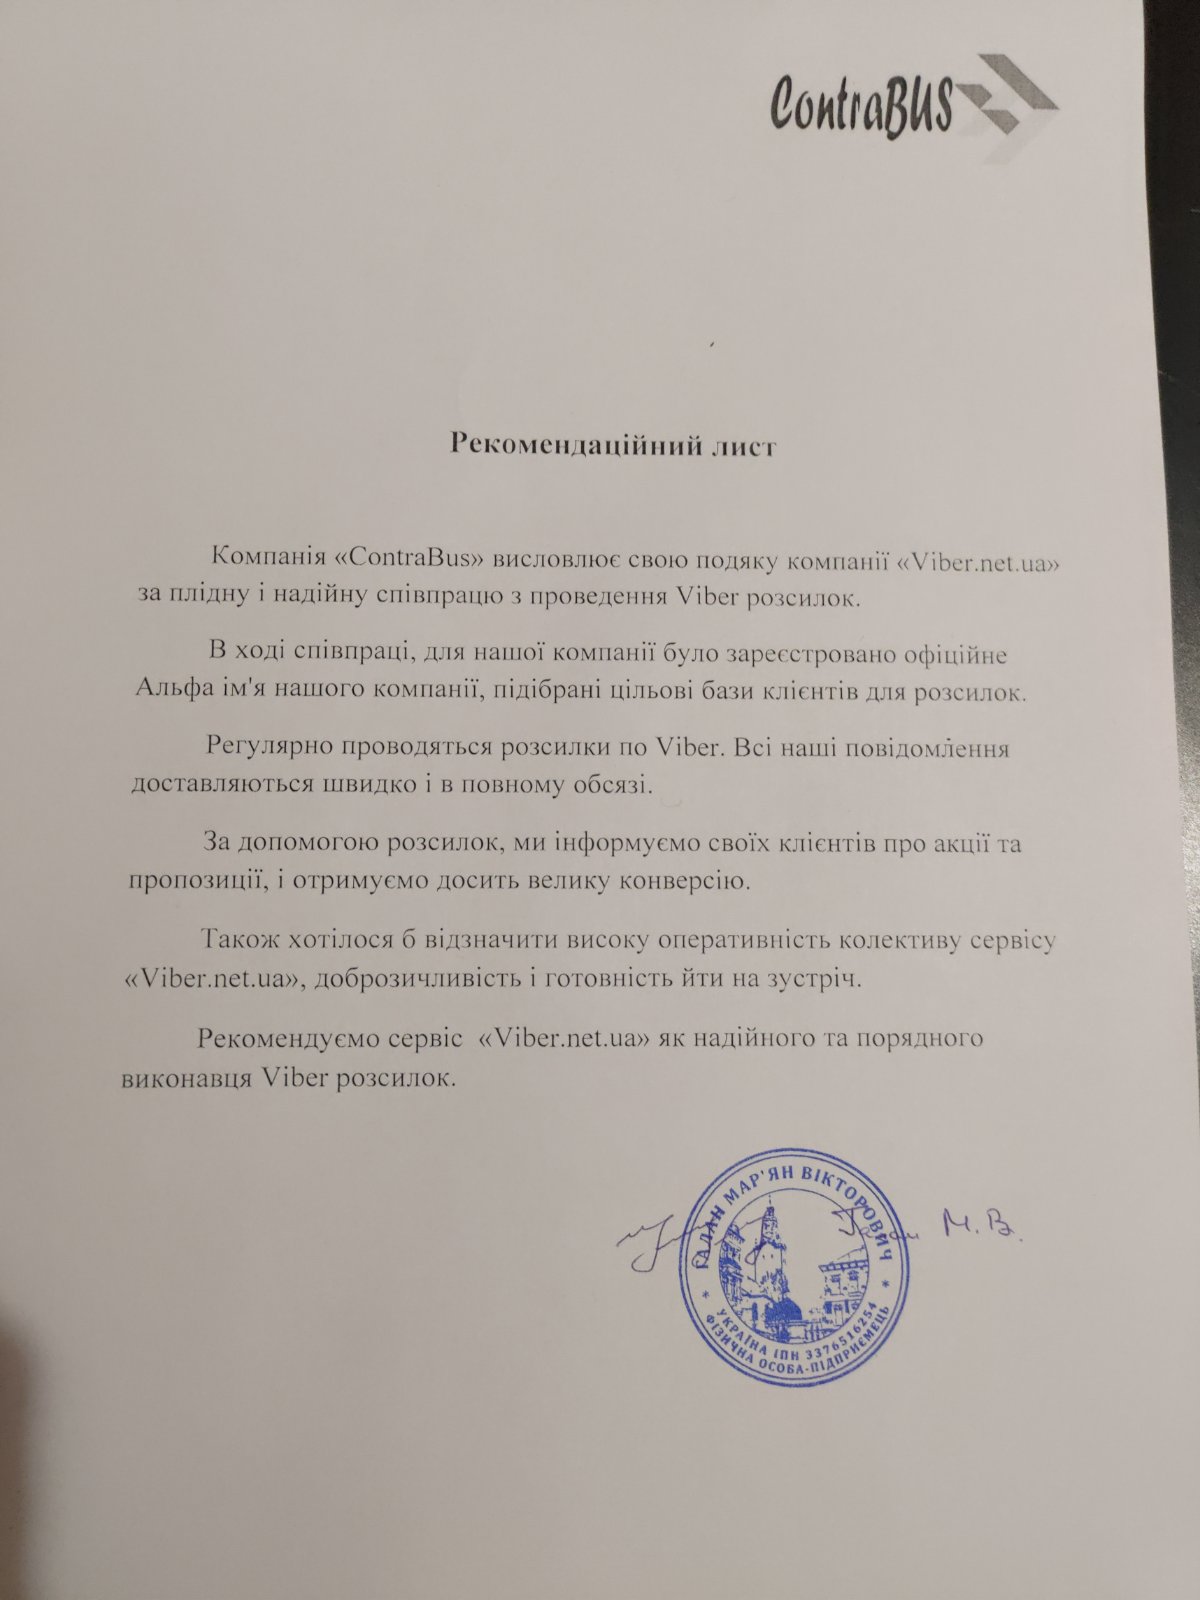 ContraBUS
Рекомендаційний лист
Компанія «ContraBus» висловлює свою подяку компанії «Viber.net.ua»
за плідну і надійну співпрацю з проведення Viber розсилок.
В ході співпраці, для нашої компанії було зареєстровано офіційне
Альфа ім'я нашого компанії, підібрані цільові бази клієнтів для розсилок.
Регулярно проводяться розсилки по Viber. Всі наші повідомлення
доставляються швидко і в повному обсязі.
За допомогою розсилок, ми інформуємо своїх клієнтів про акції та
пропозиції, і отримуємо досить велику конверсію.
Також хотілося б відзначити високу оперативність колективу сервісу
«Viber.net.ua», доброзичливість і готовність йти на зустріч.
Рекомендуємо сервіс «Viber.net.ua» як надійного та порядного
виконавця Viber розсилок.
ГАЛАН МАР'ЯН ВІКТОРОВИЧ
М.В.
* УКРАЇНА ІПН 3376516254 *
ФІЗИЧНА ОСОБА-ПІДПРИЄМЕЦЬ